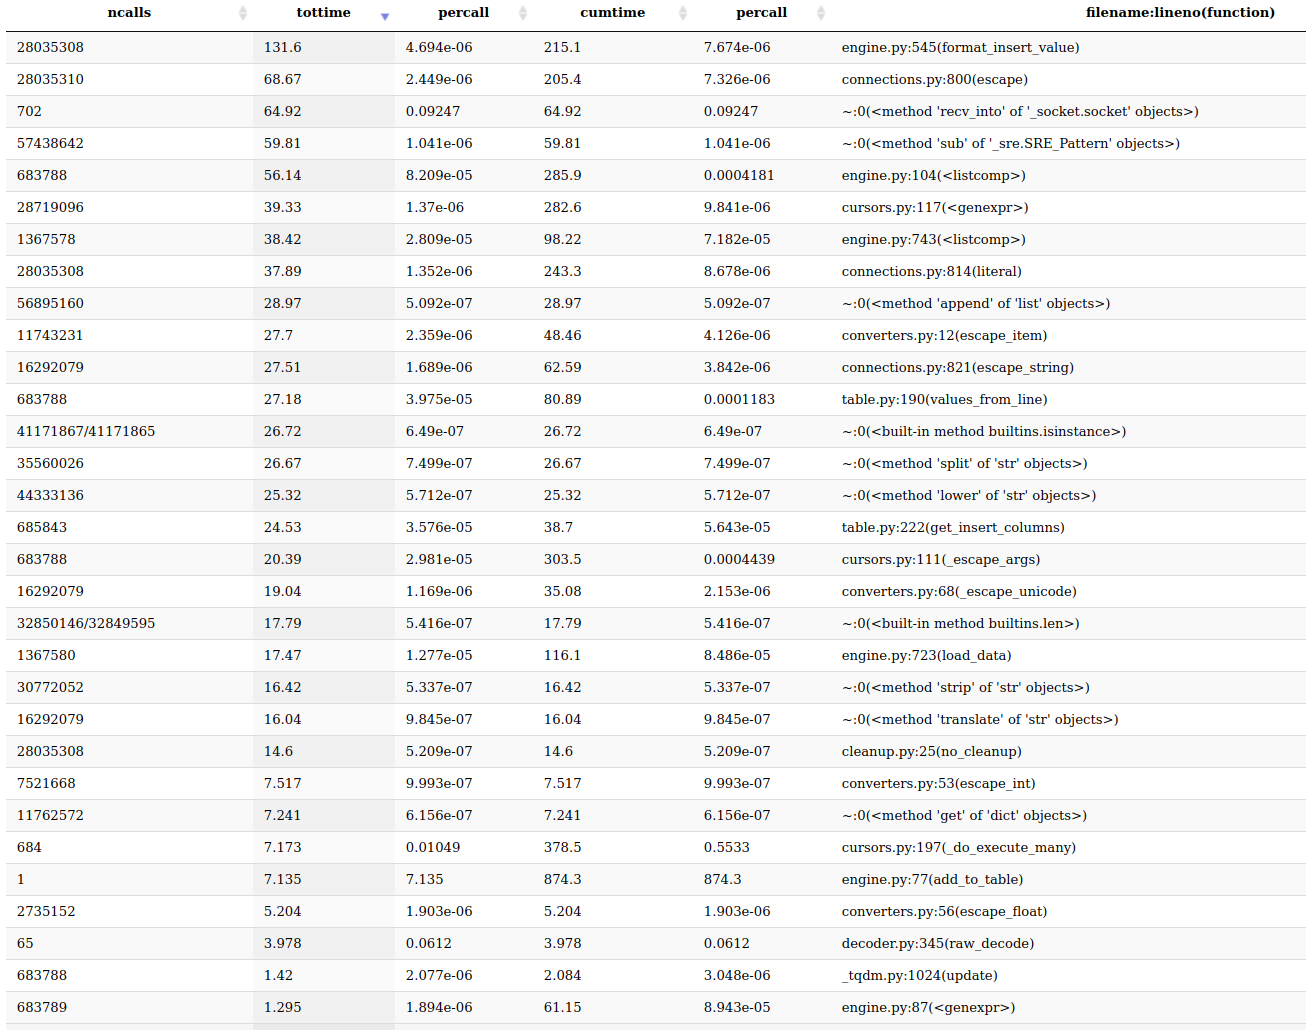 ncalls tottime percall cumtime percall filename:lineno(function)
28035308 131.6 4.694e-06 215.1 7.674e-06 engine.py:545(format_insert_value)
28035310 68.67 2.449e-06 205.4 7.326e-06 connections.py:800(escape)
702 64.92 0.09247 64.92 0.09247 ~:0(<method 'recv_into' of '_socket.socket' objects>)
57438642 59.81 1.041e-06 59.81 1.041e-06 ~:0(<method 'sub' of '_sre.SRE_Pattern' objects>)
683788 56.14 8.209e-05 285.9 0.0004181 engine.py:104(<listcomp>)
28719096 39.33 1.37e-06 282.6 9.841e-06 cursors.py:117(<genexpr>)
1367578 38.42 2.809e-05 98.22 7.182e-05 engine.py:743(<listcomp>)
28035308 37.89 1.352e-06 243.3 8.678e-06 connections.py:814(literal)
56895160 28.97 5.092e-07 28.97 5.092e-07 ~:0(<method 'append' of 'list' objects>)
11743231 27.7 2.359e-06 48.46 4.126e-06 converters.py:12(escape_item)
16292079 27.51 1.689e-06 62.59 3.842e-06 connections.py:821(escape_string)
683788 27.18 3.975e-05 80.89 0.0001183 table.py:190(values_from_line)
41171867/41171865 26.72 6.49e-07 26.72 6.49e-07 ~:0(<built-in method builtins.isinstance>)
35560026 26.67 7.499e-07 26.67 7.499e-07 ~:0(<method 'split' of 'str' objects>)
44333136 25.32 5.712e-07 25.32 5.712e-07 ~:0(<method 'lower' of 'str' objects>)
685843 24.53 3.576e-05 38.7 5.643e-05 table.py:222(get_insert_columns)
683788 20.39 2.981e-05 303.5 0.0004439 cursors.py:111(_escape_args)
16292079 19.04 1.169e-06 35.08 2.153e-06 converters.py:68(_escape_unicode)
32850146/32849595 17.79 5.416e-07 17.79 5.416e-07 ~:0(<built-in method builtins.len>)
1367580 17.47 1.277e-05 116.1 8.486e-05 engine.py:723(load_data)
30772052 16.42 5.337e-07 16.42 5.337e-07 ~:0(<method 'strip' of 'str' objects>)
16292079 16.04 9.845e-07 16.04 9.845e-07 ~:0(<method 'translate' of 'str' objects>)
28035308 14.6 5.209e-07 14.6 5.209e-07 cleanup.py:25(no_cleanup)
7521668 7.517 9.993e-07 7.517 9.993e-07 converters.py:53(escape_int)
11762572 7.241 6.156e-07 7.241 6.156e-07 ~:0(<method 'get' of 'dict' objects>)
684 7.173 0.01049 378.5 0.5533 cursors.py:197(_do_execute_many)
1 7.135 7.135 874.3 874.3 engine.py:77(add_to_table)
2735152 5.204 1.903e-06 5.204 1.903e-06 converters.py:56(escape_float)
65 3.978 0.0612 3.978 0.0612 decoder.py:345(raw_decode)
683788 1.42 2.077e-06 2.084 3.048e-06 _tqdm.py:1024(update)
683789 1.295 1.894e-06 61.15 8.943e-05 engine.py:87(<genexpr>)